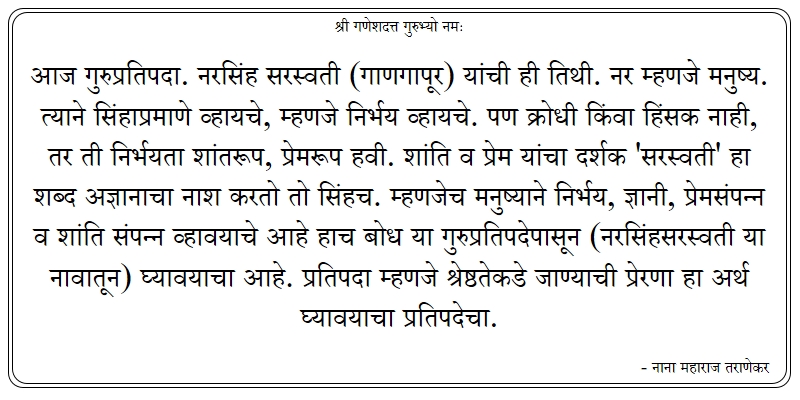 श्री गणेशदत्त गुरुभ्यो नमः
आज गुरुप्रतिपदा. नरसिंह सरस्वती (गाणगापूर) यांची ही तिथी. नर म्हणजे मनुष्य.
त्याने सिंहाप्रमाणे व्हायचे, म्हणजे निर्भय व्हायचे. पण क्रोधी किंवा हिंसक नाही,
तर ती निर्भयता शांतरूप, प्रेमरूप हवी. शांति व प्रेम यांचा दर्शक 'सरस्वती' हा
शब्द अज्ञानाचा नाश करतो तो सिंहच. म्हणजेच मनुष्याने निर्भय, ज्ञानी, प्रेमसंपन्न
व शांति संपन्न व्हावयाचे आहे हाच बोध या गुरुप्रतिपदेपासून (नरसिंहसरस्वती या
नावातून) घ्यावयाचा आहे. प्रतिपदा म्हणजे श्रेष्ठतेकडे जाण्याची प्रेरणा हा अर्थ
घ्यावयाचा प्रतिपदेचा.
- नाना महाराज तराणेकर